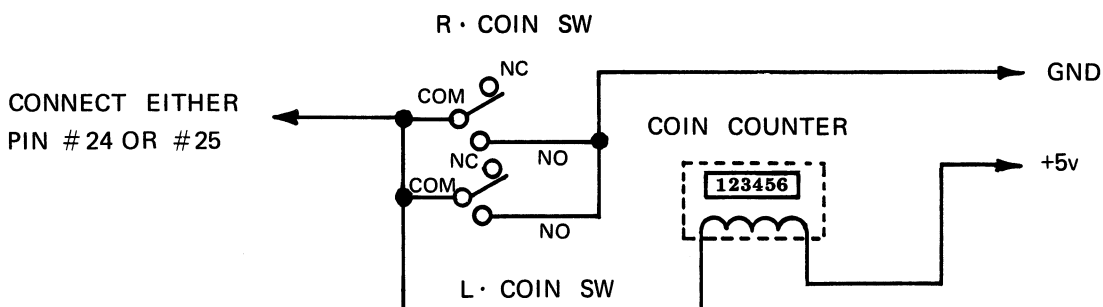 R · COIN SW
NC
COM
GND
CONNECT EITHER
PIN #24 OR #25
COIN COUNTER
NO
NC
COM
+5v
123456
NO
L · COIN SW